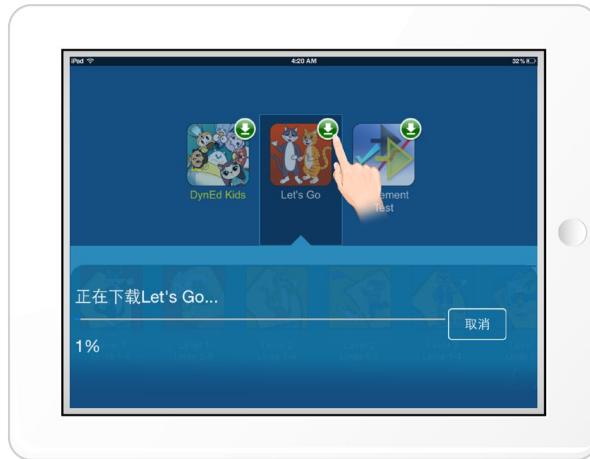 iPad 4:20 AM 32%
DynEd Kids
Let's Go
Test
正在下载Let's Go...
取消
1%